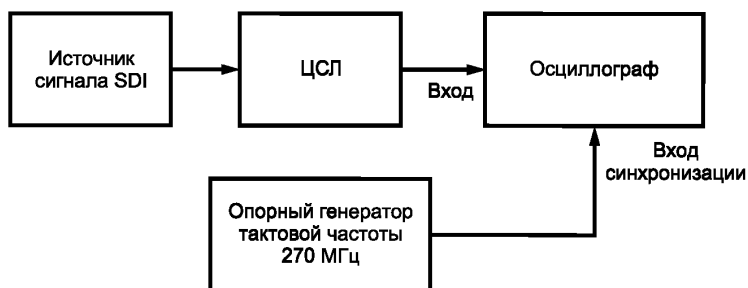 Источник
сигнала SDI
ЦСЛ
Вход
Осциллограф
Вход
синхронизации
Опорный генератор
тактовой частоты
270 МГц